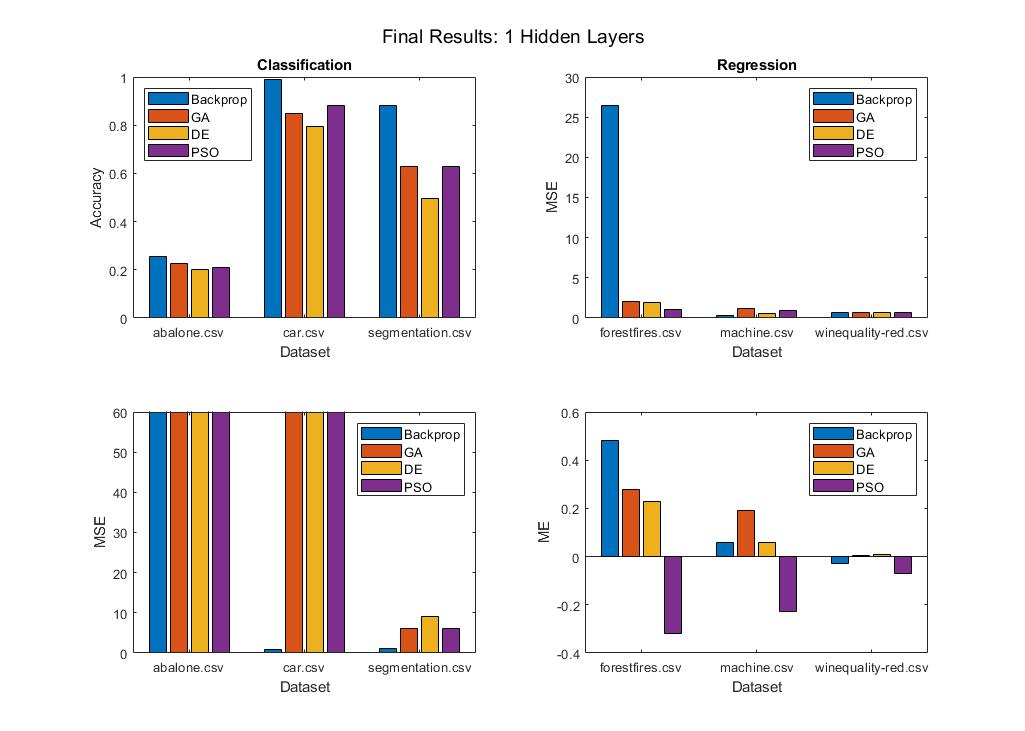 Final Results: 1 Hidden Layers
Classification
1
0.8
0.6
0.4
0.2
0
Accuracy
Backprop
GA
DE
PSO
abalone.csv car.csv segmentation.csv
Dataset
Regression
30
25
20
15
10
5
0
MSE
Backprop
GA
DE
PSO
forestfires.csv machine.csv winequality-red.csv
Dataset
60
50
40
30
20
10
0
MSE
Backprop
GA
DE
PSO
abalone.csv car.csv segmentation.csv
Dataset
0.6
0.4
0.2
0
-0.2
-0.4
ME
Backprop
GA
DE
PSO
forestfires.csv machine.csv winequality-red.csv
Dataset